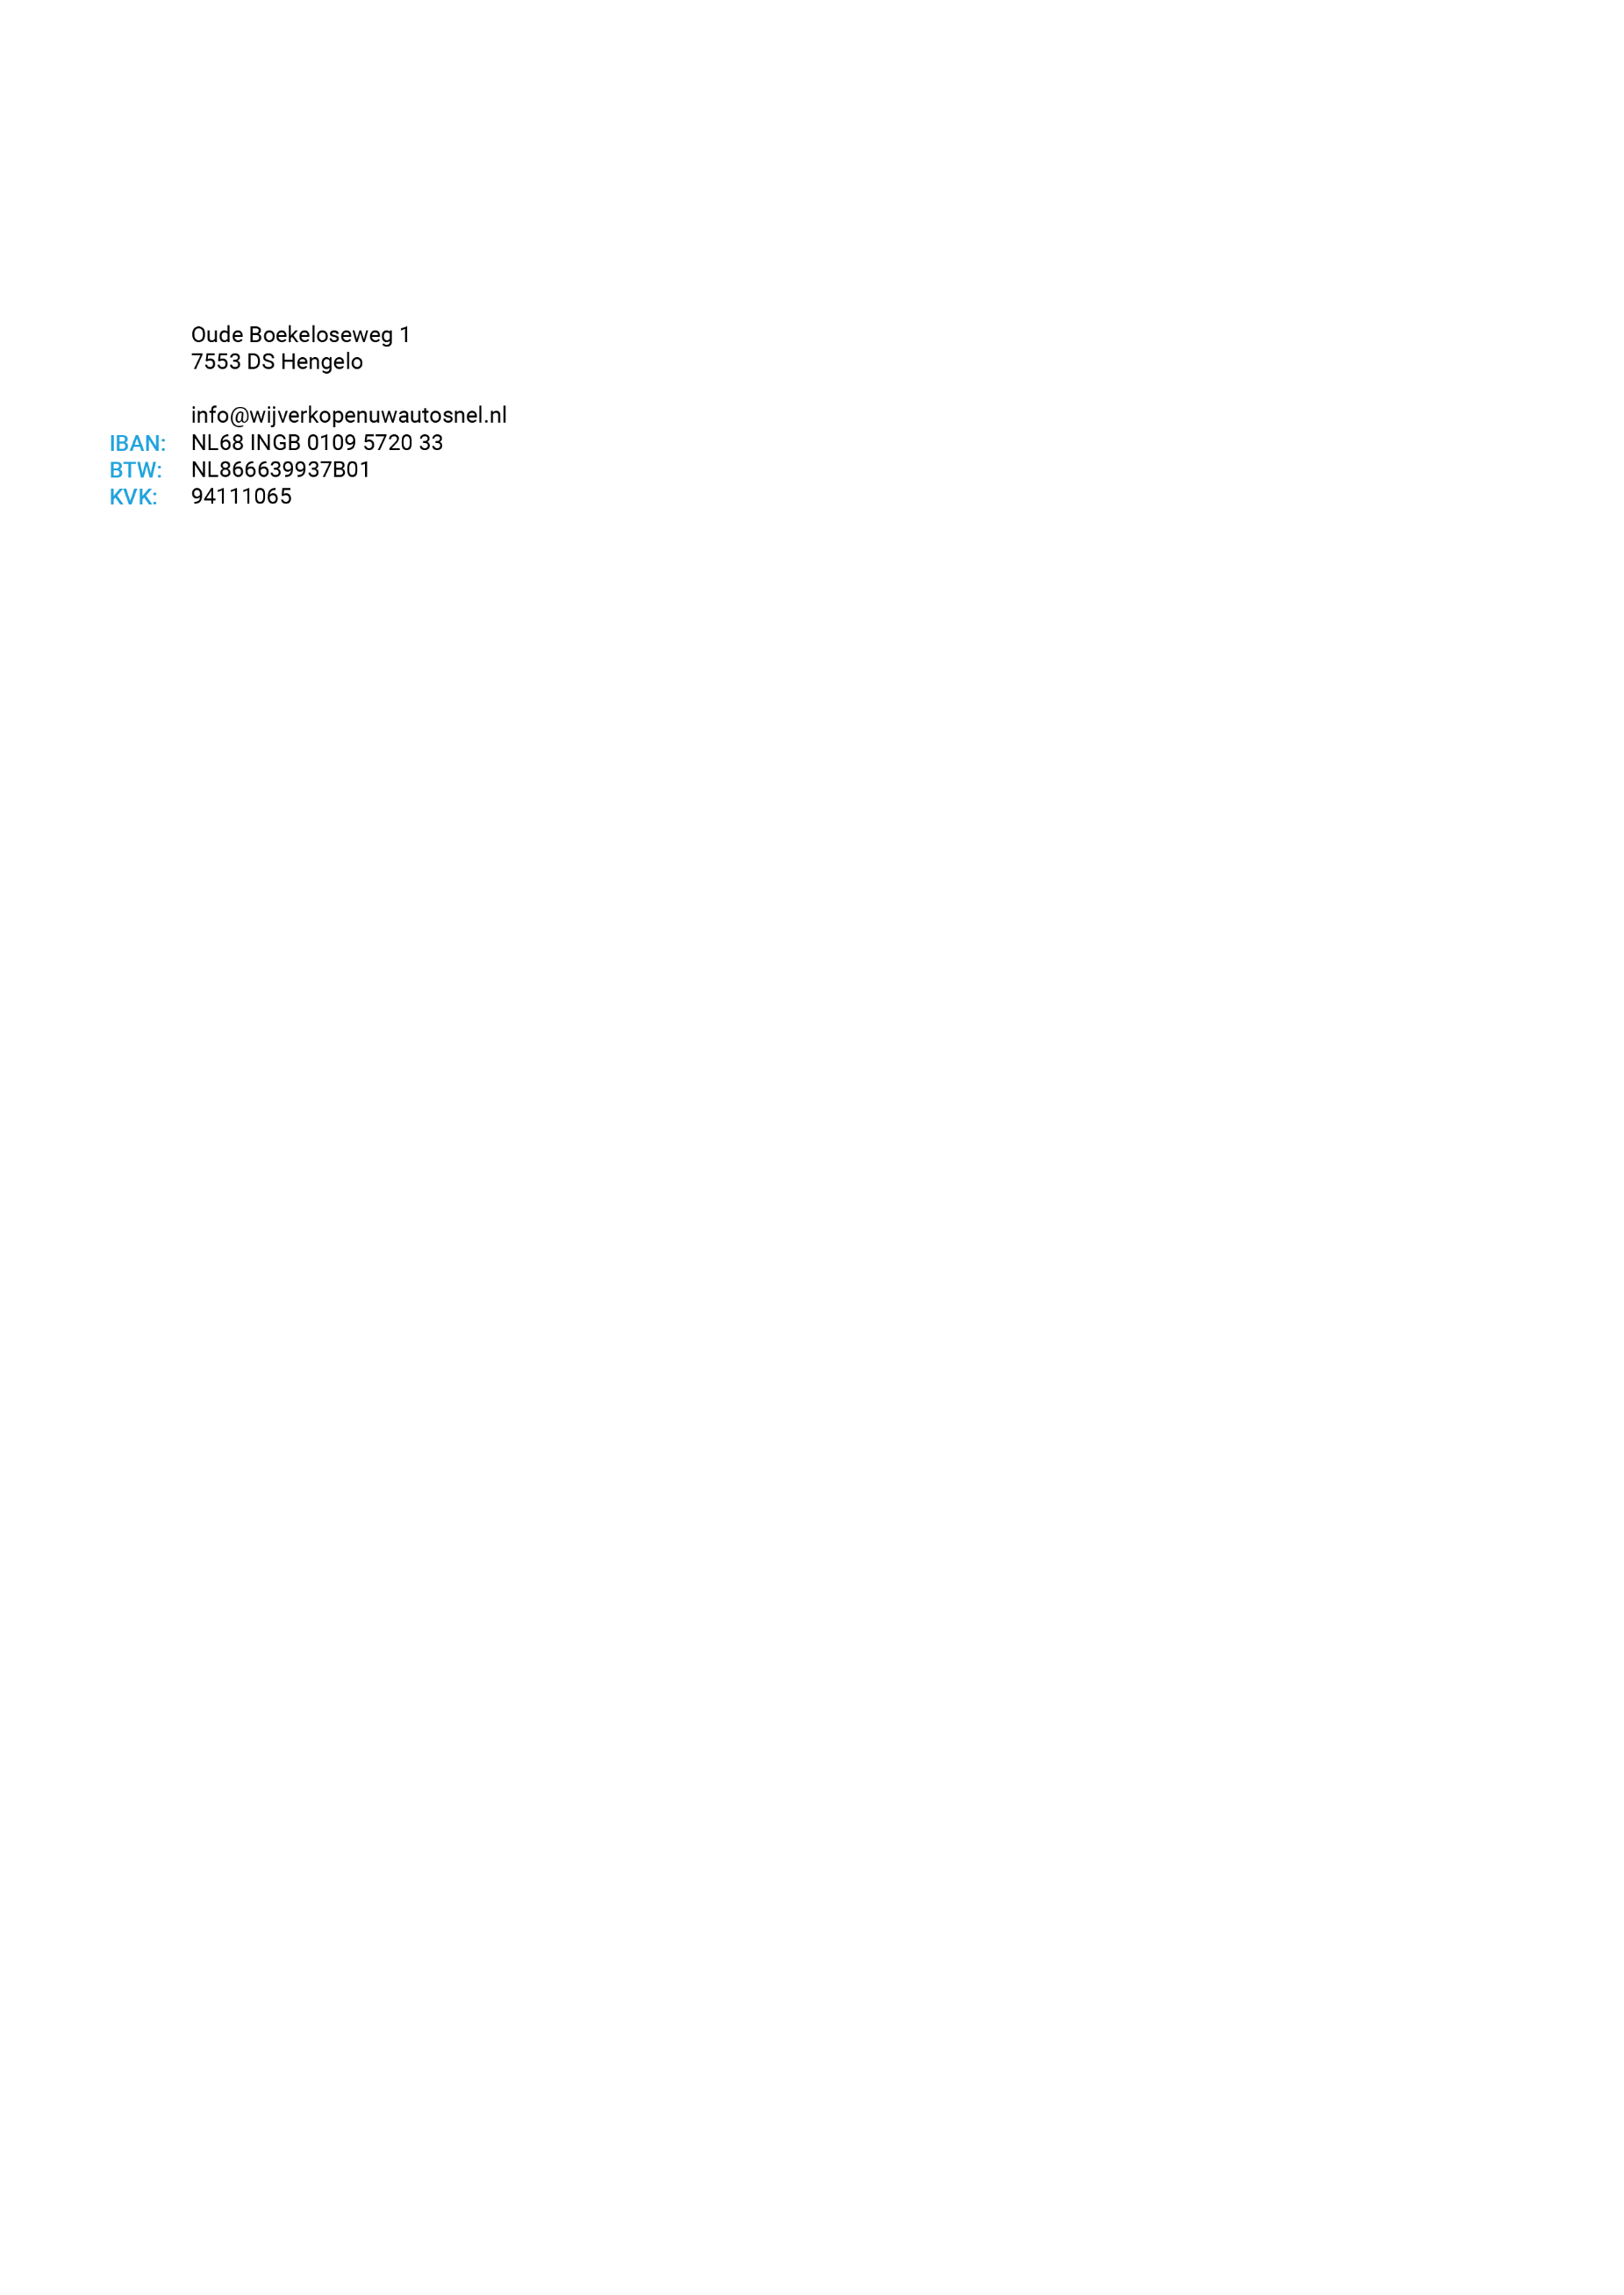 Oude Boekeloseweg 1
7553 DS Hengelo
info@wijverkopenuwautosnel.nl
IBAN: NL68 INGB 0109 5720 33
BTW: NL866639937B01
KVK: 94111065